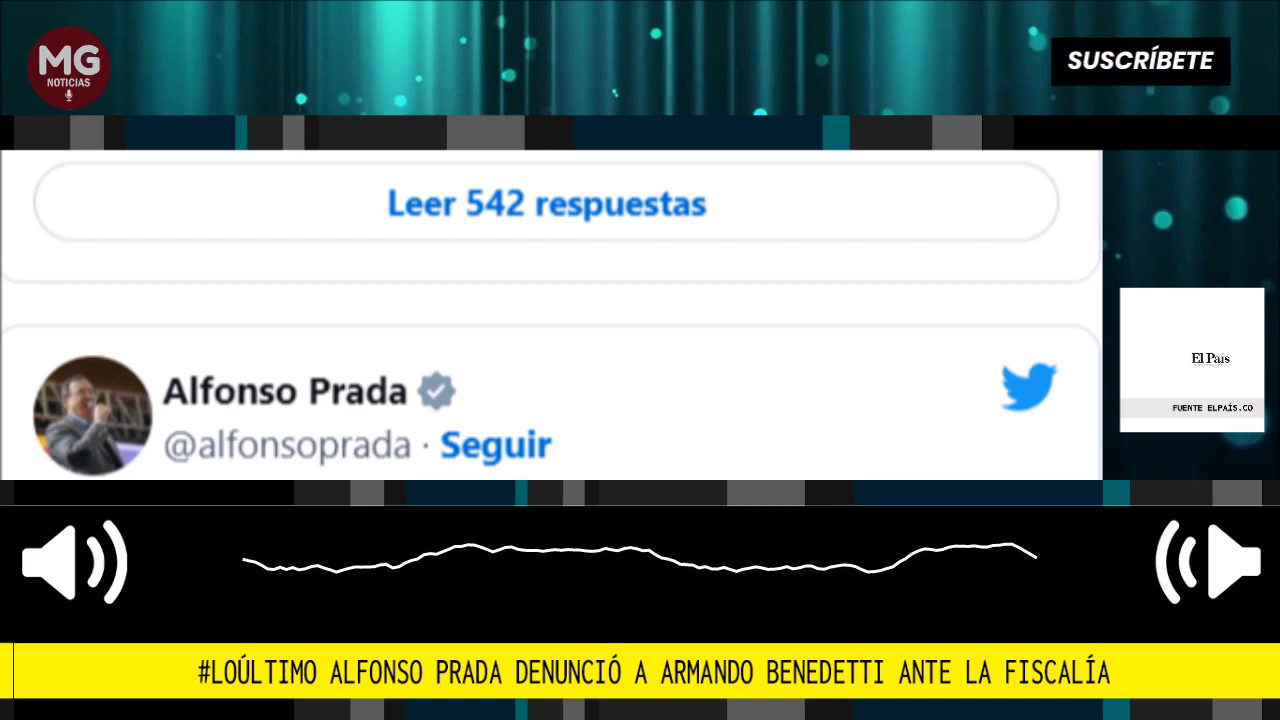 MG
NOTICIAS
SUSCRÍBETE
Leer 542 respuestas
Alfonso Prada
@alfonsoprada · Seguir
El País
FUENTE ELPAÍS.CO
#LOÚLTIMO ALFONSO PRADA DENUNCIÓ A ARMANDO BENEDETTI ANTE LA FISCALÍA